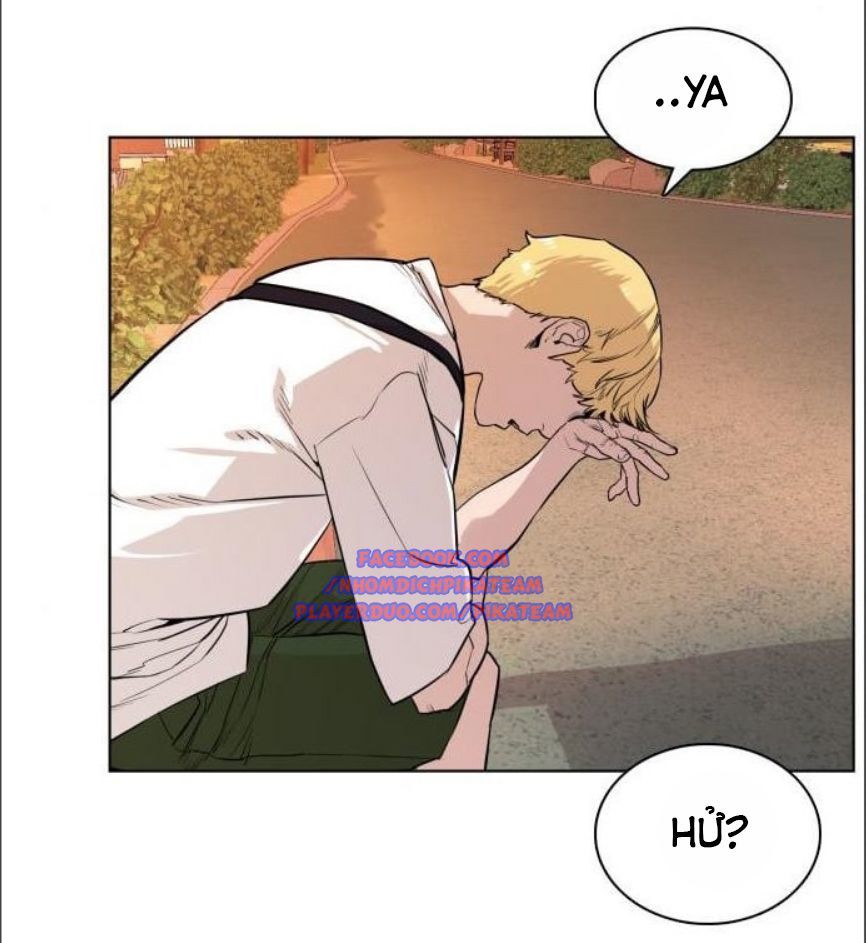 ..YA
FACEBOOK.COM
/NHOMDICHPIKATEAM
PLAYERDUO.COM/PIKATEAM
HỬ?